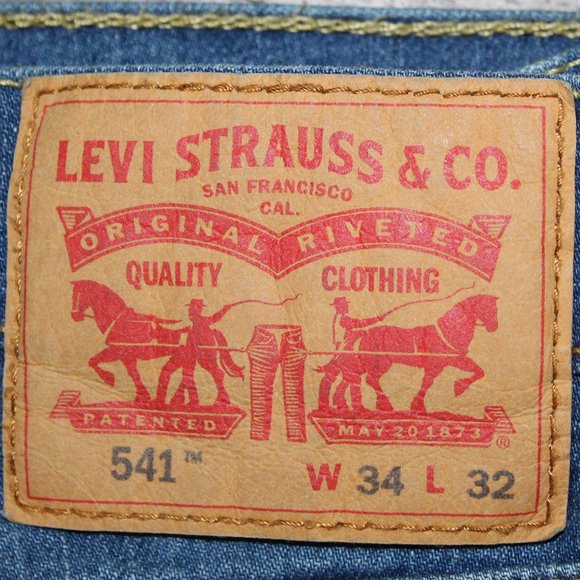 LEVI STRAUSS & CO.
SAN FRANCISCO
CAL.
ORIGINAL RIVETED
QUALITY CLOTHING
PATENTED MAY 20 1873 ®
541™ W 34 L 32